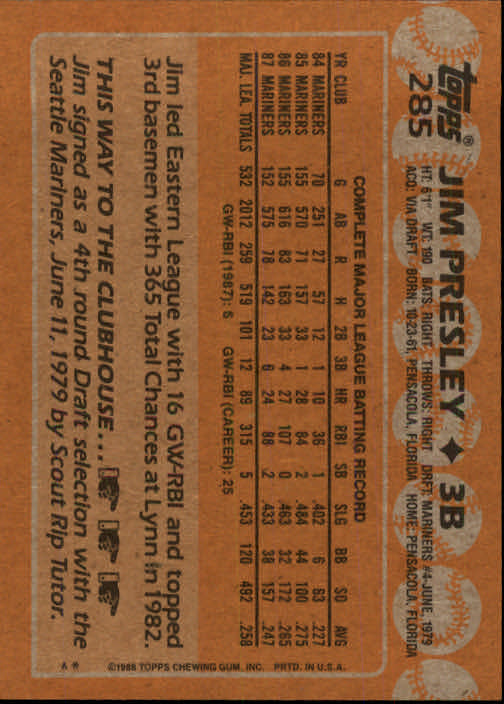 topps®
285
JIM PRESLEY ♦ 3B
HT: 6'1" WT: 190 BATS: RIGHT THROWS: RIGHT DRFT: MARINERS #4-JUNE, 1979
ACQ: VIA DRAFT BORN: 10-23-61, PENSACOLA, FLORIDA HOME: PENSACOLA, FLORIDA
COMPLETE MAJOR LEAGUE BATTING RECORD
YR CLUB G AB R H 2B 3B HR RBI SB SLG BB SO AVG
84 MARINERS 70 251 27 57 12 1 10 36 1 .402 6 63 .227
85 MARINERS 155 570 71 157 33 1 28 84 2 .484 44 100 .275
86 MARINERS 155 616 83 163 33 4 27 107 0 .463 32 .172 .265
87 MARINERS 152 575 78 142 23 6 24 88 2 .433 38 157 .247
MAJ. LEA. TOTALS 532 2012 259 519 101 12 89 315 5 .453 120 492 .258
GW-RBI (1987): 5 GW-RBI (CAREER): 25
Jim led Eastern League with 16 GW-RBI and topped
3rd basemen with 365 Total Chances at Lynn in 1982.
THIS WAY TO THE CLUBHOUSE...
Jim signed as a 4th round Draft selection with the
Seattle Mariners, June 11, 1979 by Scout Rip Tutor.
©1988 TOPPS CHEWING GUM, INC. PRTD. IN U.S.A.